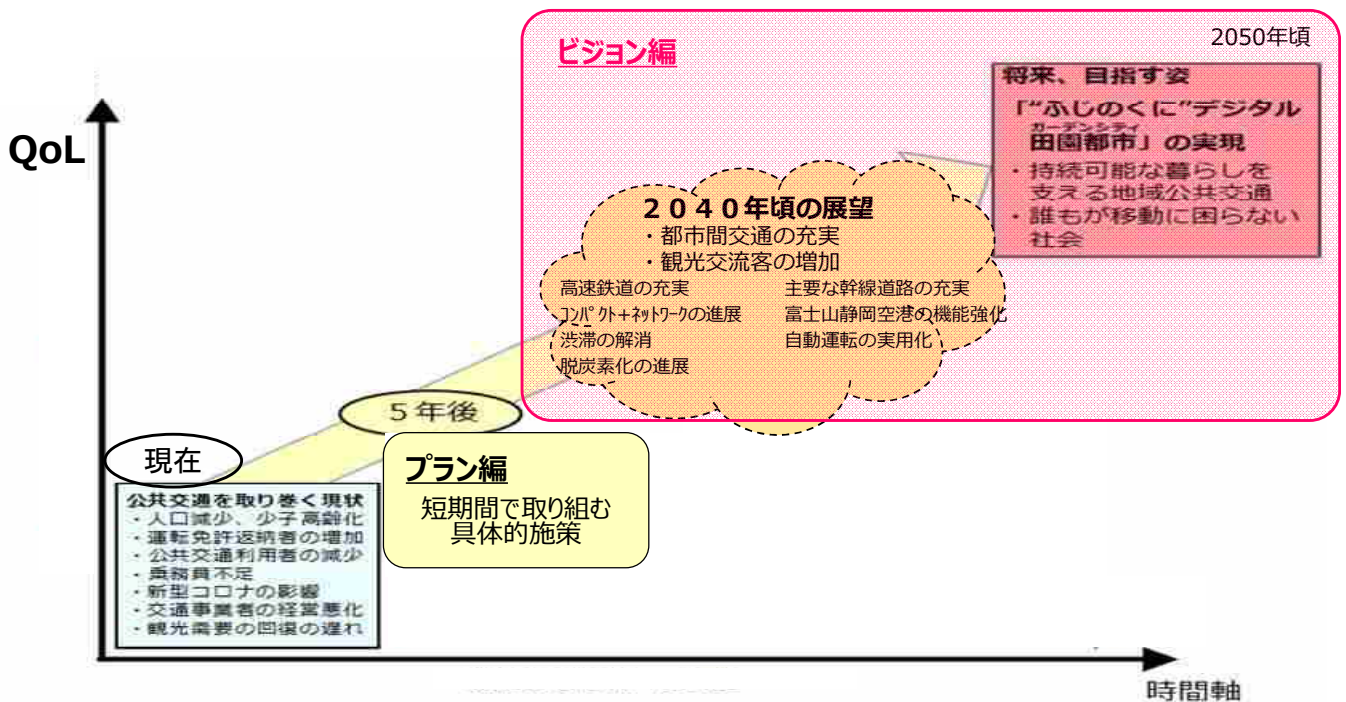 ビジョン編
2050年頃
将来、目指す姿
「“ふじのくに”デジタル
ガーデンシティ
田園都市」の実現
・持続可能な暮らしを
支える地域公共交通
・誰もが移動に困らない
社会
QoL
2040年頃の展望
・都市間交通の充実
・観光交流客の増加
高速鉄道の充実
主要な幹線道路の充実
コンパクト+ネットワークの進展
富士山静岡空港の機能強化
渋滞の解消
自動運転の実用化
脱炭素化の進展
5年後
現在
プラン編
短期間で取り組む
具体的施策
公共交通を取り巻く現状
・人口減少、少子高齢化
・運転免許返納者の増加
・公共交通利用者の減少
・乗務員不足
・新型コロナの影響
・交通事業者の経営悪化
・観光需要の回復の遅れ
時間軸